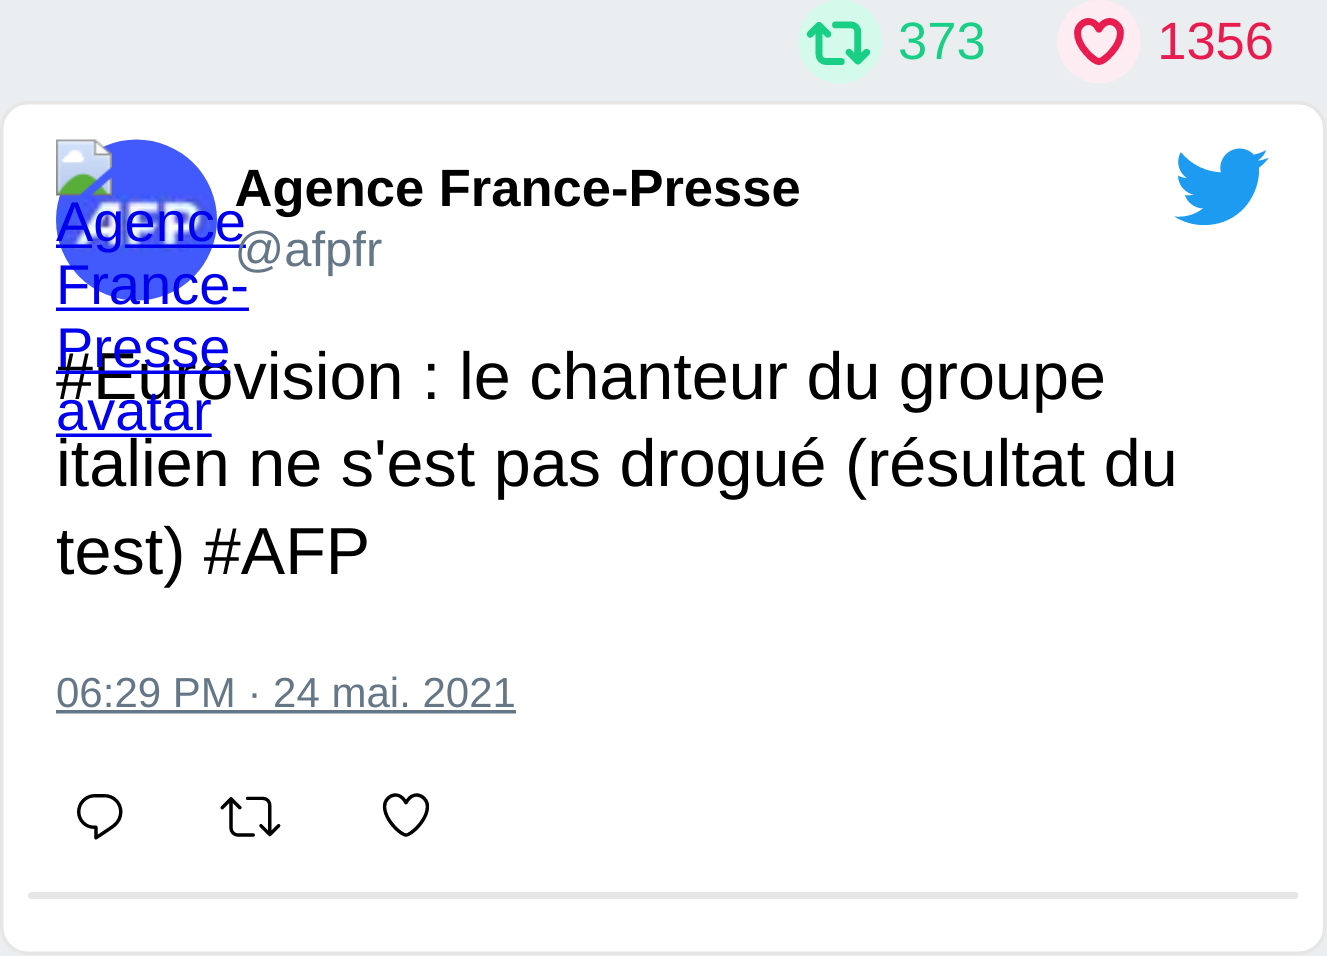 373 1356
AFP
Agence France-Presse
@afpfr
Agence
France-
Presse
avatar
#Eurovision : le chanteur du groupe
italien ne s'est pas drogué (résultat du
test) #AFP
06:29 PM · 24 mai. 2021